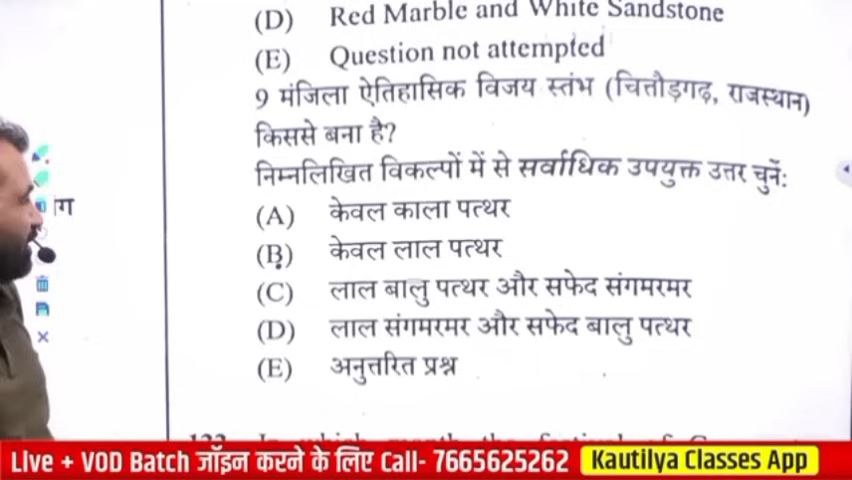 (D) Red Marble and White Sandstone
(E) Question not attempted
9 मंजिला ऐतिहासिक विजय स्तंभ (चित्तौड़गढ़, राजस्थान)
किससे बना है?
निम्नलिखित विकल्पों में से सर्वाधिक उपयुक्त उत्तर चुनें:
(A) केवल काला पत्थर
(B) केवल लाल पत्थर
(C) लाल बालु पत्थर और सफेद संगमरमर
(D) लाल संगमरमर और सफेद बालु पत्थर
(E) अनुत्तरित प्रश्न
ग
Live + VOD Batch जॉइन करने के लिए Call- 7665625262 Kautilya Classes App